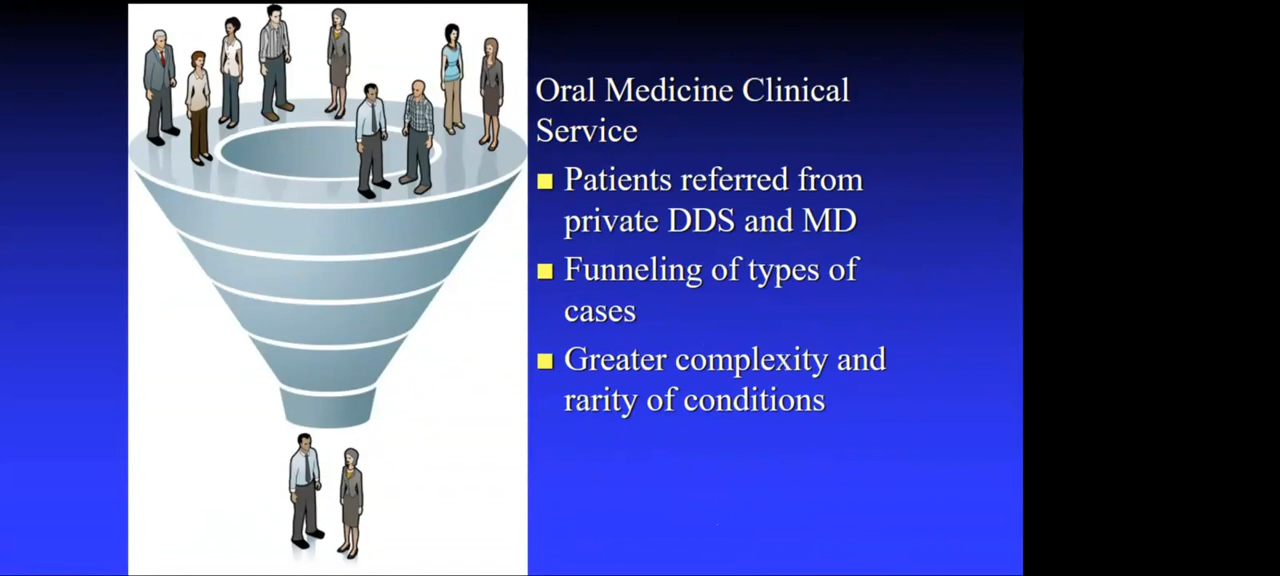 Oral Medicine Clinical
Service
Patients referred from
private DDS and MD
Funneling of types of
cases
Greater complexity and
rarity of conditions